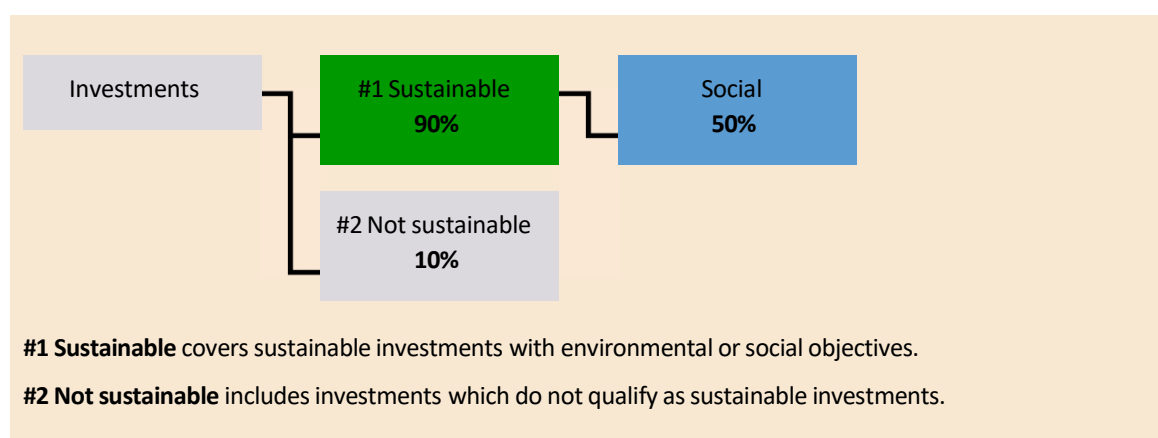 Investments
#1 Sustainable
90%
Social
50%
#2 Not sustainable
10%
#1 Sustainable covers sustainable investments with environmental or social objectives.
#2 Not sustainable includes investments which do not qualify as sustainable investments.